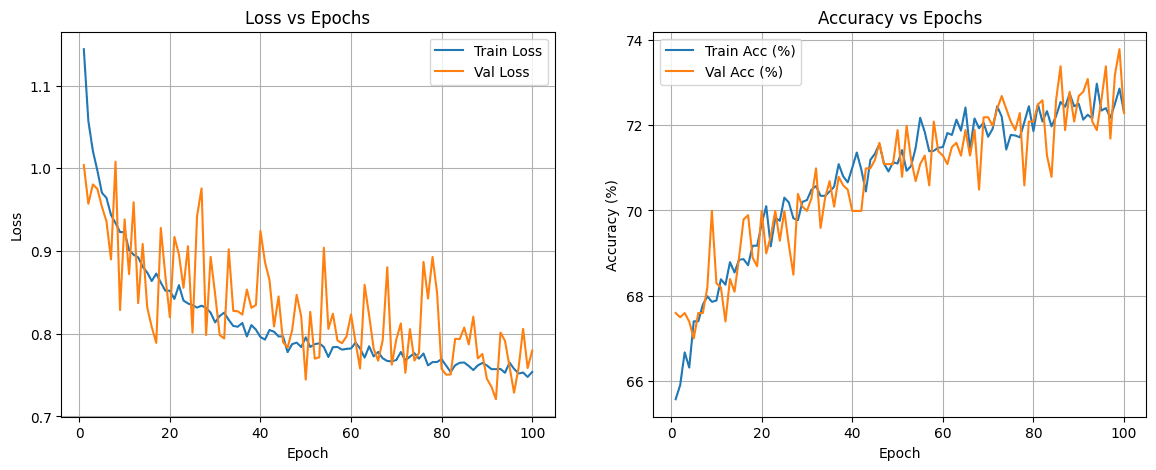 Loss vs Epochs
Train Loss
Val Loss
1.1
1.0
0.9
0.8
0.7
Loss
0 20 40 60 80 100
Epoch
Accuracy vs Epochs
Train Acc (%)
Val Acc (%)
74
72
70
68
66
Accuracy (%)
0 20 40 60 80 100
Epoch